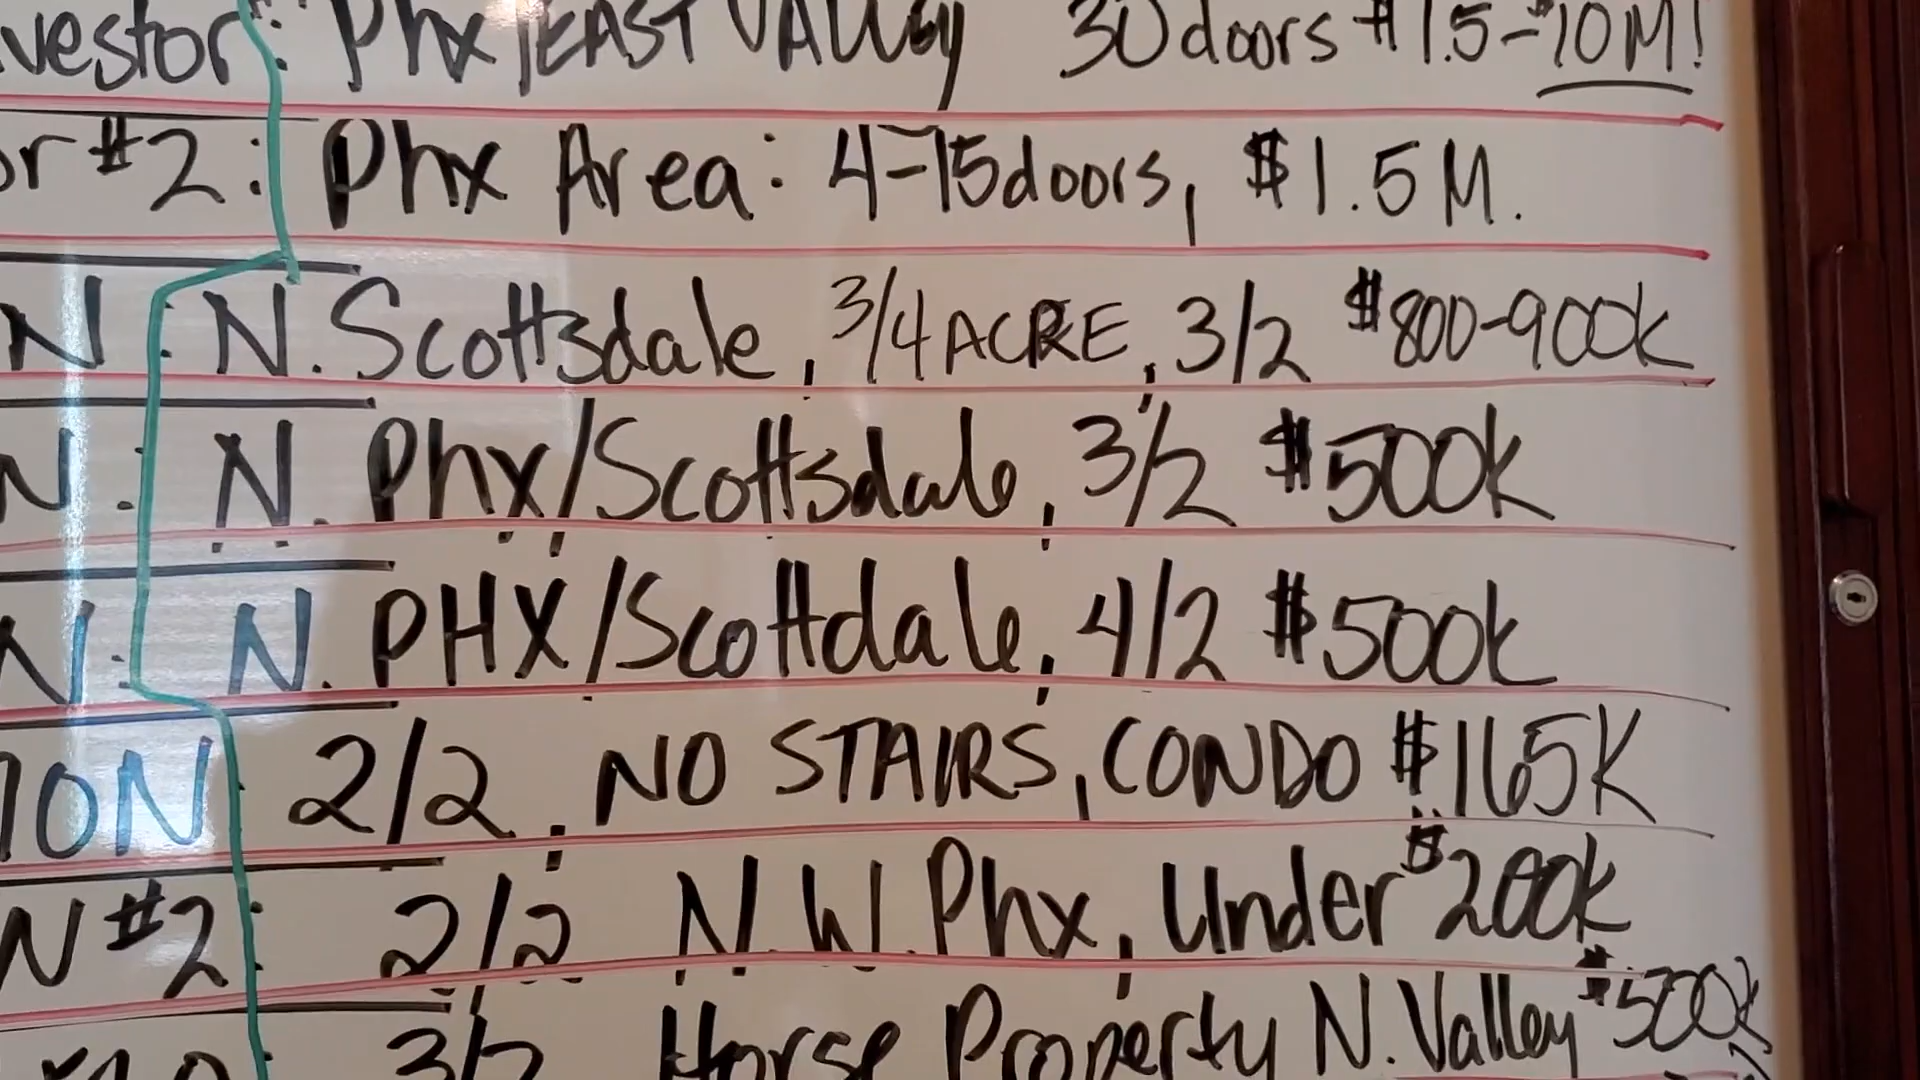 vestor: Phx/EAST VALLey 30 doors $1.5-$10M!
or #2: Phx Area: 4-15 doors, $1.5M.
N: N. Scottsdale, 3/4 ACRE, 3/2 $800-900k
N: N. Phx/Scottsdale, 3/2 $500k
N: N. PHX/Scottdale, 4/2 $500k
ION 2/2, NO STAIRS, CONDO $165K
N #2: 2/2, N.W. Phx, Under $200k
3/2 Horse Property N. Valley $500k